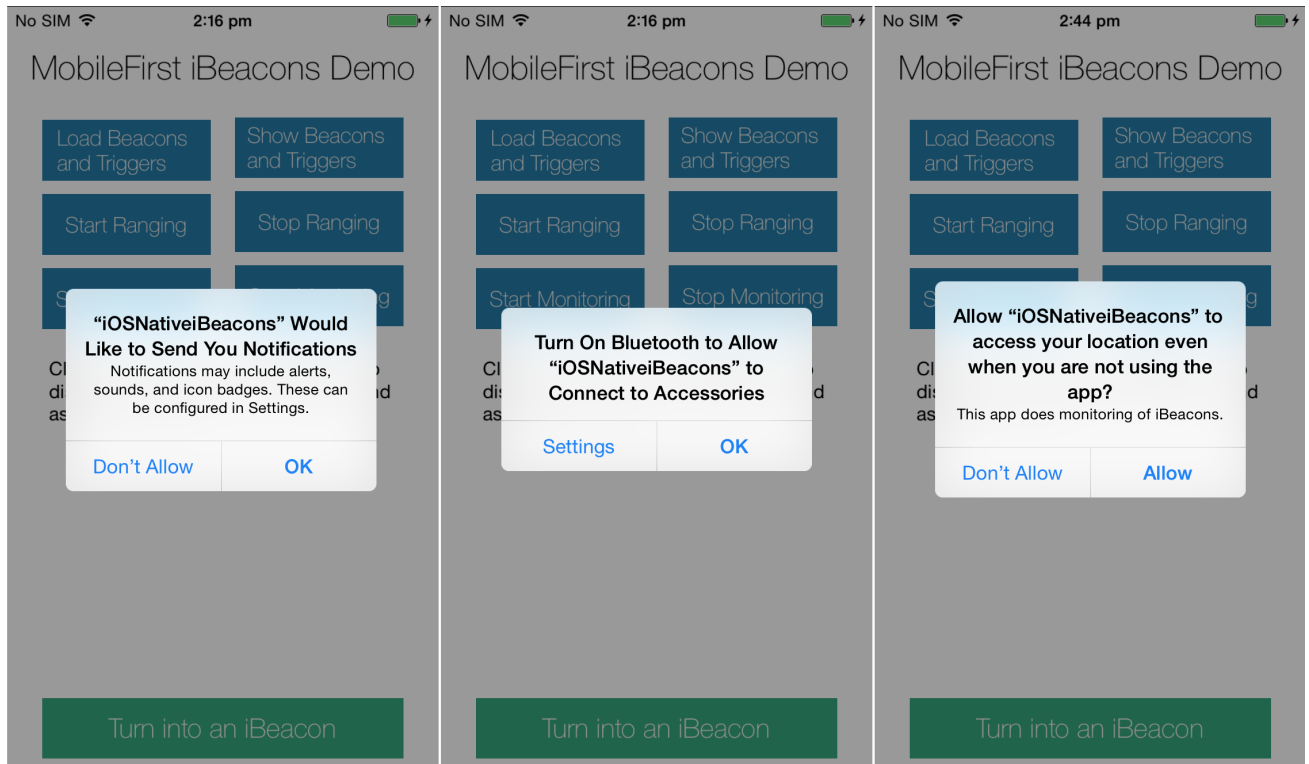 No SIM 2:16 pm
MobileFirst iBeacons Demo
Load Beacons
and Triggers
Show Beacons
and Triggers
Start Ranging
Stop Ranging
S
g
“iOSNativeiBeacons” Would
Like to Send You Notifications
Notifications may include alerts,
sounds, and icon badges. These can
be configured in Settings.
Don’t Allow
OK
Turn into an iBeacon
No SIM 2:16 pm
MobileFirst iBeacons Demo
Load Beacons
and Triggers
Show Beacons
and Triggers
Start Ranging
Stop Ranging
Start Monitoring
Stop Monitoring
Turn On Bluetooth to Allow
“iOSNativeiBeacons” to
Connect to Accessories
Settings
OK
Turn into an iBeacon
No SIM 2:44 pm
MobileFirst iBeacons Demo
Load Beacons
and Triggers
Show Beacons
and Triggers
Start Ranging
Stop Ranging
S
g
Allow “iOSNativeiBeacons” to
access your location even
when you are not using the
app?
This app does monitoring of iBeacons.
Don’t Allow
Allow
Turn into an iBeacon